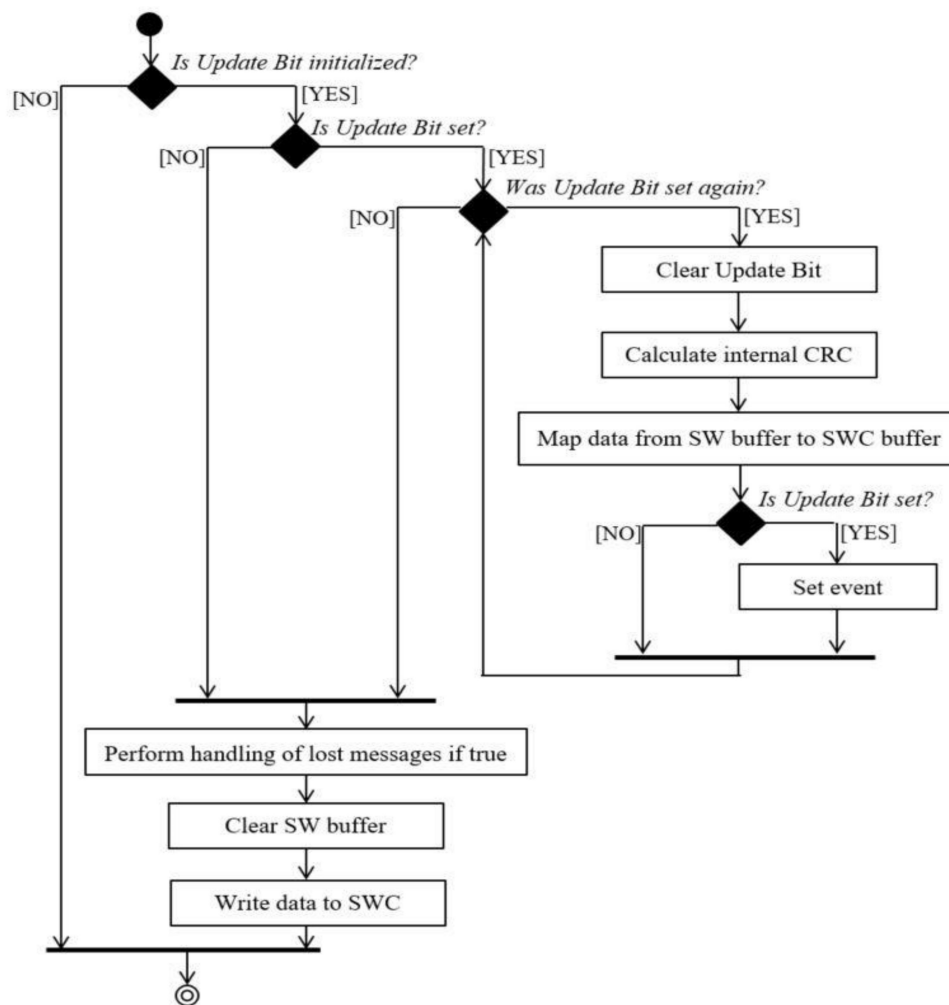 Is Update Bit initialized?
[NO]
[YES]
Is Update Bit set?
[NO]
[YES]
Was Update Bit set again?
[NO]
[YES]
Clear Update Bit
Calculate internal CRC
Map data from SW buffer to SWC buffer
Is Update Bit set?
[NO]
[YES]
Set event
Perform handling of lost messages if true
Clear SW buffer
Write data to SWC